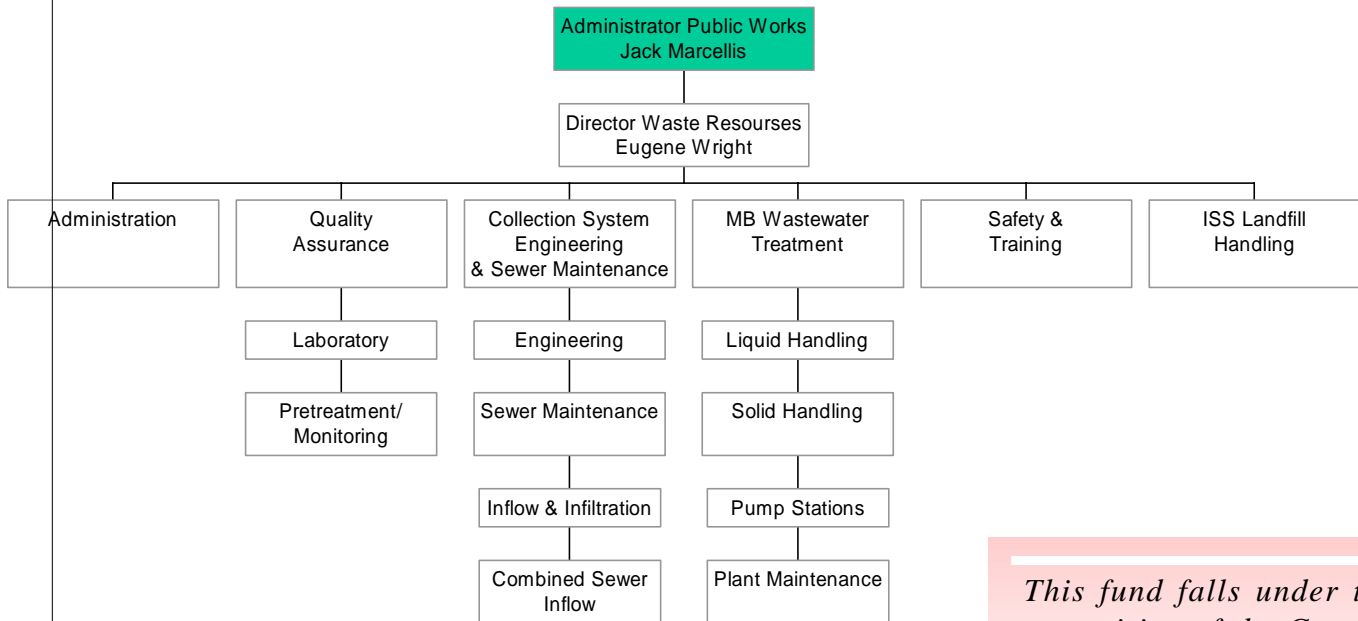 Administrator Public Works
Jack Marcellis
Director Waste Resourses
Eugene Wright
Administration
Quality
Assurance
Collection System
Engineering
& Sewer Maintenance
MB Wastewater
Treatment
Safety &
Training
ISS Landfill
Handling
Laboratory
Pretreatment/
Monitoring
Engineering
Sewer Maintenance
Inflow & Infiltration
Combined Sewer
Inflow
Liquid Handling
Solid Handling
Pump Stations
Plant Maintenance
This fund falls under